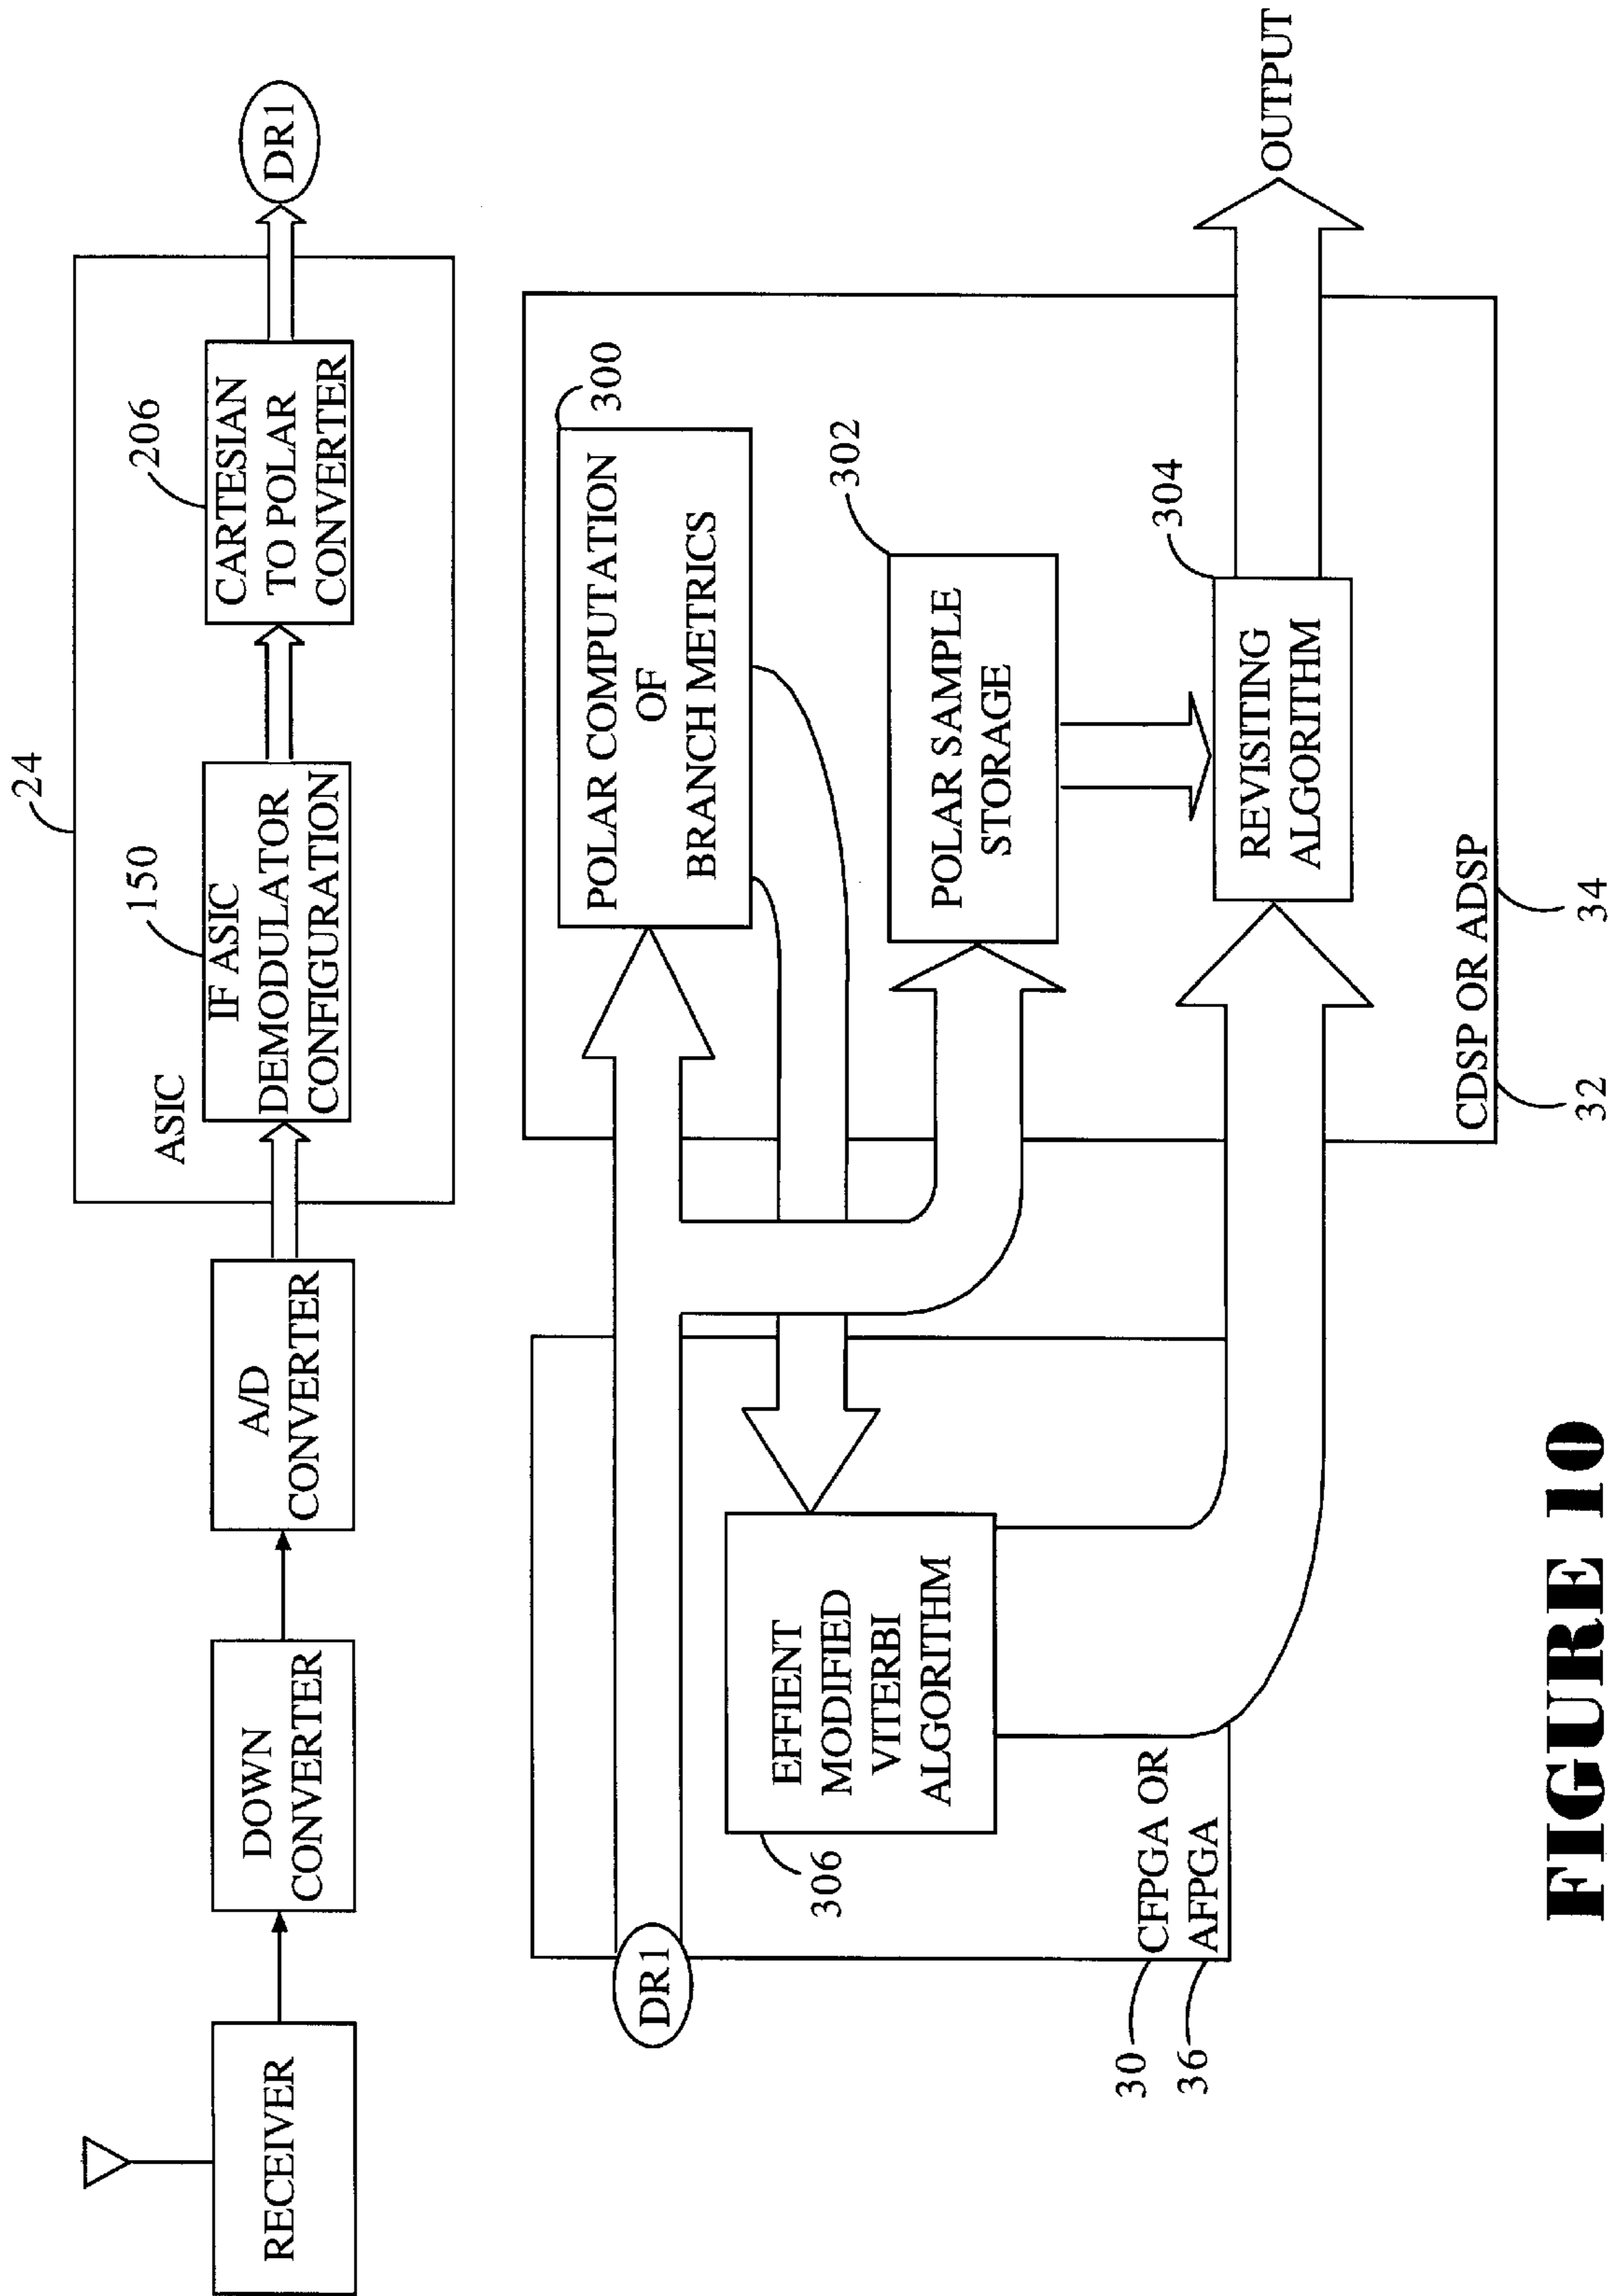 24
150
206
ASIC
RECEIVER
DOWN
CONVERTER
A/D
CONVERTER
IF ASIC
DEMODULATOR
CONFIGURATION
CARTESIAN
TO POLAR
CONVERTER
DR1
DR1
POLAR COMPUTATION
OF
BRANCH METRICS
300
306
EFFIENT
MODIFIED
VITERBI
ALGORITHM
POLAR SAMPLE
STORAGE
302
REVISITING
ALGORITHM
304
OUTPUT
30
CFPGA OR
36
AFPGA
CDSP OR ADSP
32
34
FIGURE 10